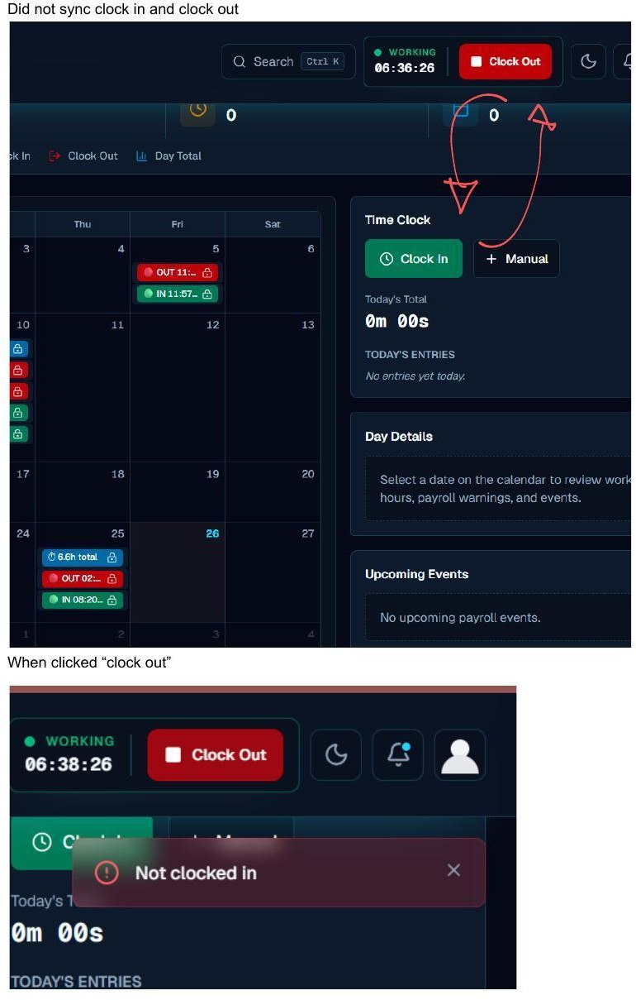 Did not sync clock in and clock out
Search Ctrl K
WORKING
06:36:26
Clock Out
0
0
ck In Clock Out Day Total
Thu Fri Sat
3 4 5 6
OUT 11:...
IN 11:57...
10 11 12 13
17 18 19 20
24 25 26 27
6.6h total
OUT 02:...
IN 08:20...
1 2 3 4
Time Clock
Clock In + Manual
Today's Total
0m 00s
TODAY'S ENTRIES
No entries yet today.
Day Details
Select a date on the calendar to review work
hours, payroll warnings, and events.
Upcoming Events
No upcoming payroll events.
When clicked “clock out”
WORKING
06:38:26
Clock Out
Not clocked in
Today's T
0m 00s
TODAY'S ENTRIES